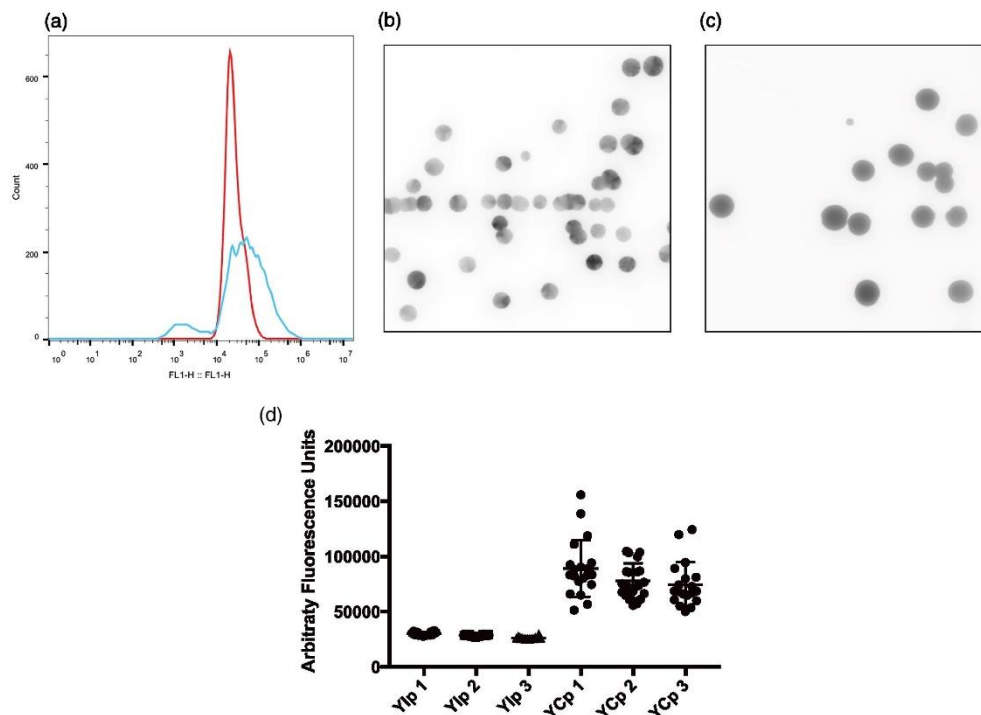 (a)
(b)
(c)
600
400
200
0
Count
10^0 10^1 10^2 10^3 10^4 10^5 10^6 10^7
FL1-H :: FL1-H
(d)
Arbitraty Fluorescence Units
200000
150000
100000
50000
0
YIp 1 YIp 2 YIp 3 YCp 1 YCp 2 YCp 3